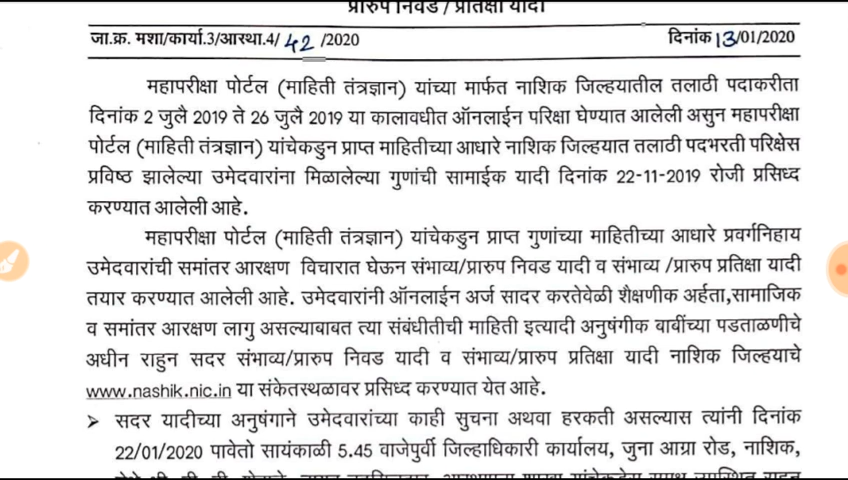 प्रारुप निवड / प्रतिक्षा यादी
जा.क्र. मशा/कार्या.3/आरथा.4/ 42 /2020 दिनांक 13/01/2020
महापरीक्षा पोर्टल (माहिती तंत्रज्ञान) यांच्या मार्फत नाशिक जिल्हयातील तलाठी पदाकरीता
दिनांक 2 जुलै 2019 ते 26 जुलै 2019 या कालावधीत ऑनलाईन परिक्षा घेण्यात आलेली असुन महापरीक्षा
पोर्टल (माहिती तंत्रज्ञान) यांचेकडुन प्राप्त माहितीच्या आधारे नाशिक जिल्हयात तलाठी पदभरती परिक्षेस
प्रविष्ठ झालेल्या उमेदवारांना मिळालेल्या गुणांची सामाईक यादी दिनांक 22-11-2019 रोजी प्रसिध्द
करण्यात आलेली आहे.
महापरीक्षा पोर्टल (माहिती तंत्रज्ञान) यांचेकडुन प्राप्त गुणांच्या माहितीच्या आधारे प्रवर्गनिहाय
उमेदवारांची समांतर आरक्षण विचारात घेऊन संभाव्य/प्रारुप निवड यादी व संभाव्य /प्रारुप प्रतिक्षा यादी
तयार करण्यात आलेली आहे. उमेदवारांनी ऑनलाईन अर्ज सादर करतेवेळी शैक्षणीक अर्हता,सामाजिक
व समांतर आरक्षण लागु असल्याबाबत त्या संबंधीतीची माहिती इत्यादी अनुषंगीक बाबींच्या पडताळणीचे
अधीन राहुन सदर संभाव्य/प्रारुप निवड यादी व संभाव्य/प्रारुप प्रतिक्षा यादी नाशिक जिल्हयाचे
www.nashik.nic.in या संकेतस्थळावर प्रसिध्द करण्यात येत आहे.
➤ सदर यादीच्या अनुषंगाने उमेदवारांच्या काही सुचना अथवा हरकती असल्यास त्यांनी दिनांक
22/01/2020 पावेतो सायंकाळी 5.45 वाजेपुर्वी जिल्हाधिकारी कार्यालय, जुना आग्रा रोड, नाशिक,